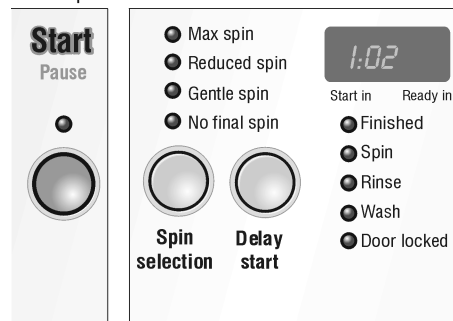 Start
Pause
Max spin
Reduced spin
Gentle spin
No final spin
Spin
selection
Delay
start
1:02
Start in Ready in
Finished
Spin
Rinse
Wash
Door locked